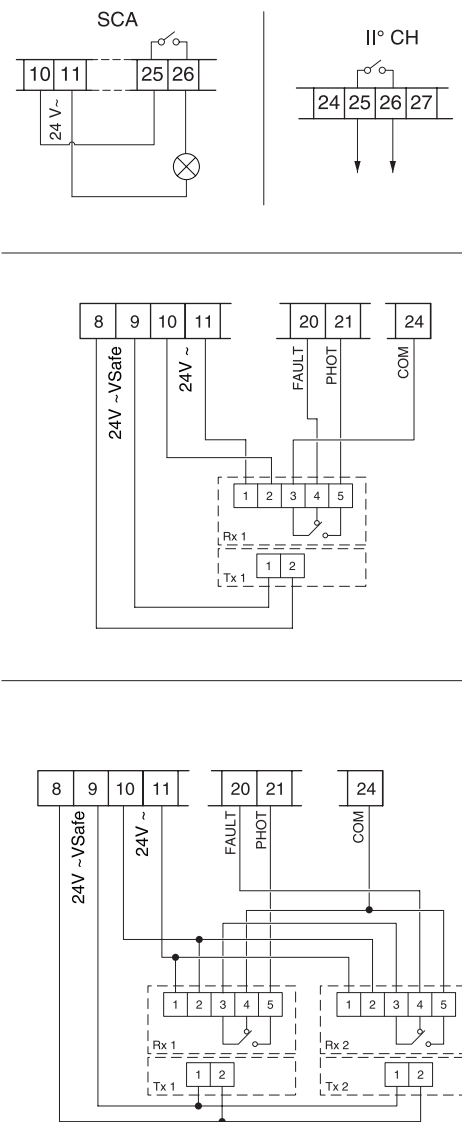 SCA
10 11 25 26
24 V~
II° CH
24 25 26 27
8 9 10 11 20 21 24
24V ~VSafe
24V ~
FAULT
PHOT
COM
1 2 3 4 5
Rx 1
1 2
Tx 1
8 9 10 11 20 21 24
24V ~VSafe
24V ~
FAULT
PHOT
COM
1 2 3 4 5 1 2 3 4 5
Rx 1 Rx 2
1 2 1 2
Tx 1 Tx 2